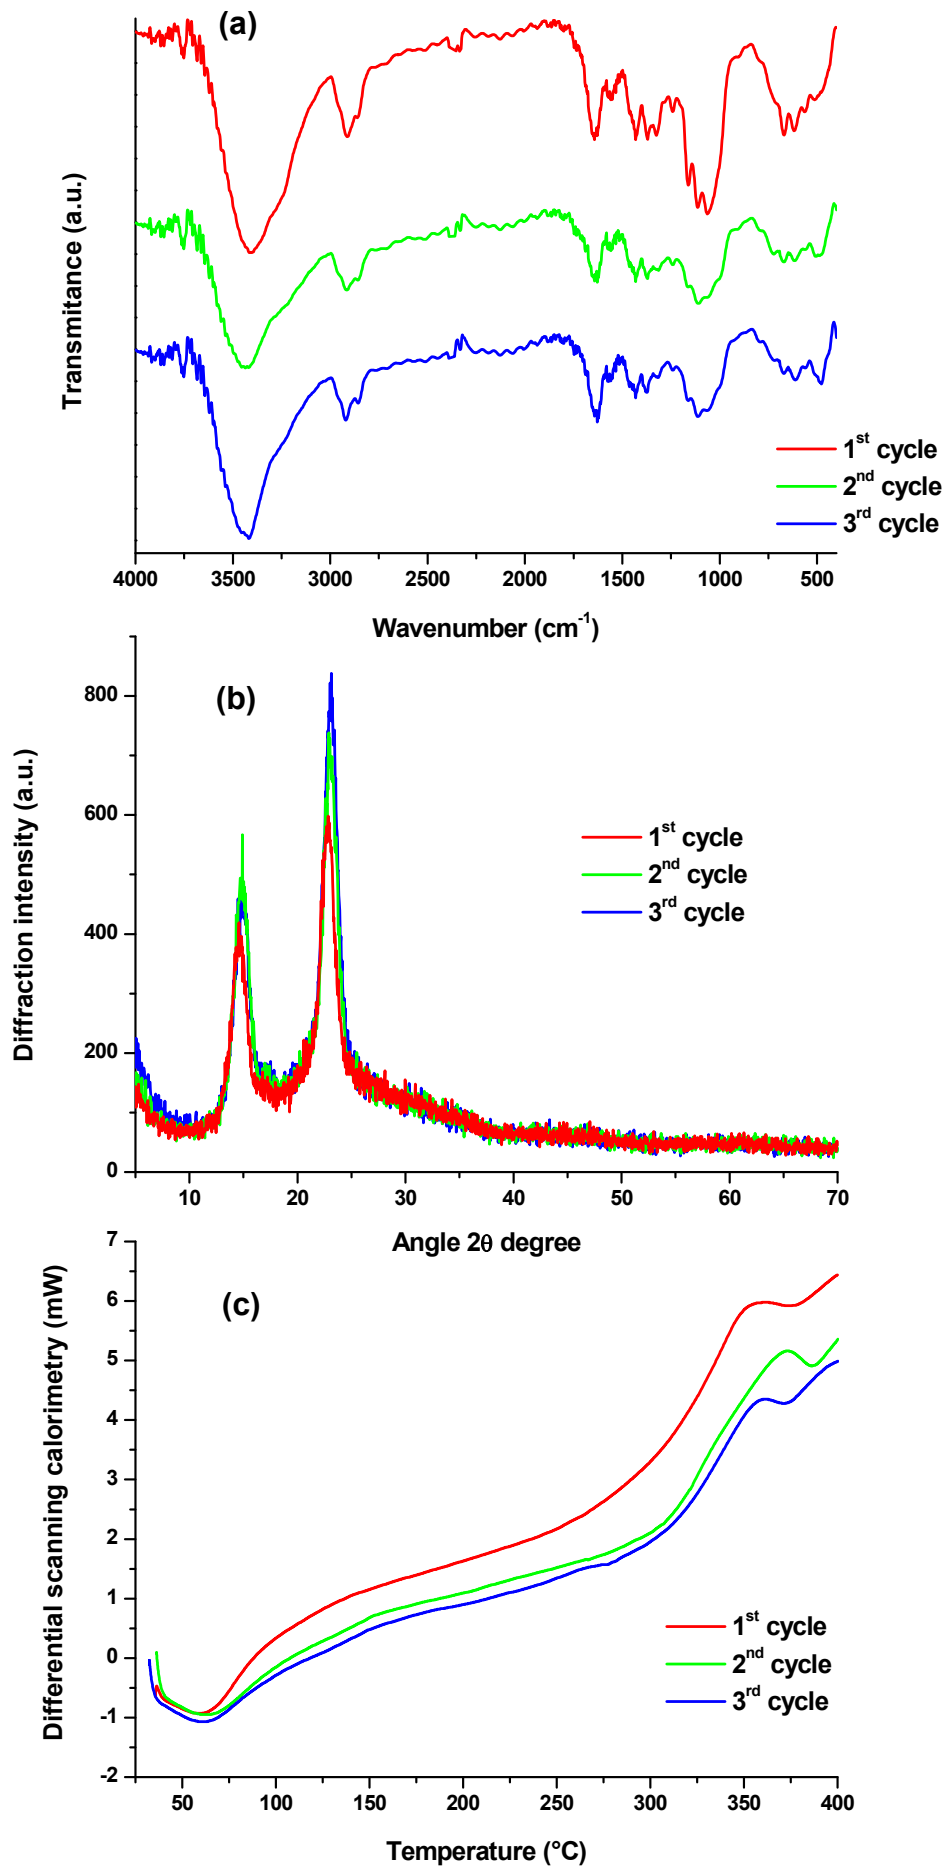 (a)
Transmitance (a.u.)
1st cycle
2nd cycle
3rd cycle
4000 3500 3000 2500 2000 1500 1000 500
Wavenumber (cm-1)
(b)
Diffraction intensity (a.u.)
800
600
400
200
0
1st cycle
2nd cycle
3rd cycle
10 20 30 40 50 60 70
Angle 2θ degree
(c)
Differential scanning calorimetry (mW)
7
6
5
4
3
2
1
0
-1
-2
1st cycle
2nd cycle
3rd cycle
50 100 150 200 250 300 350 400
Temperature (°C)